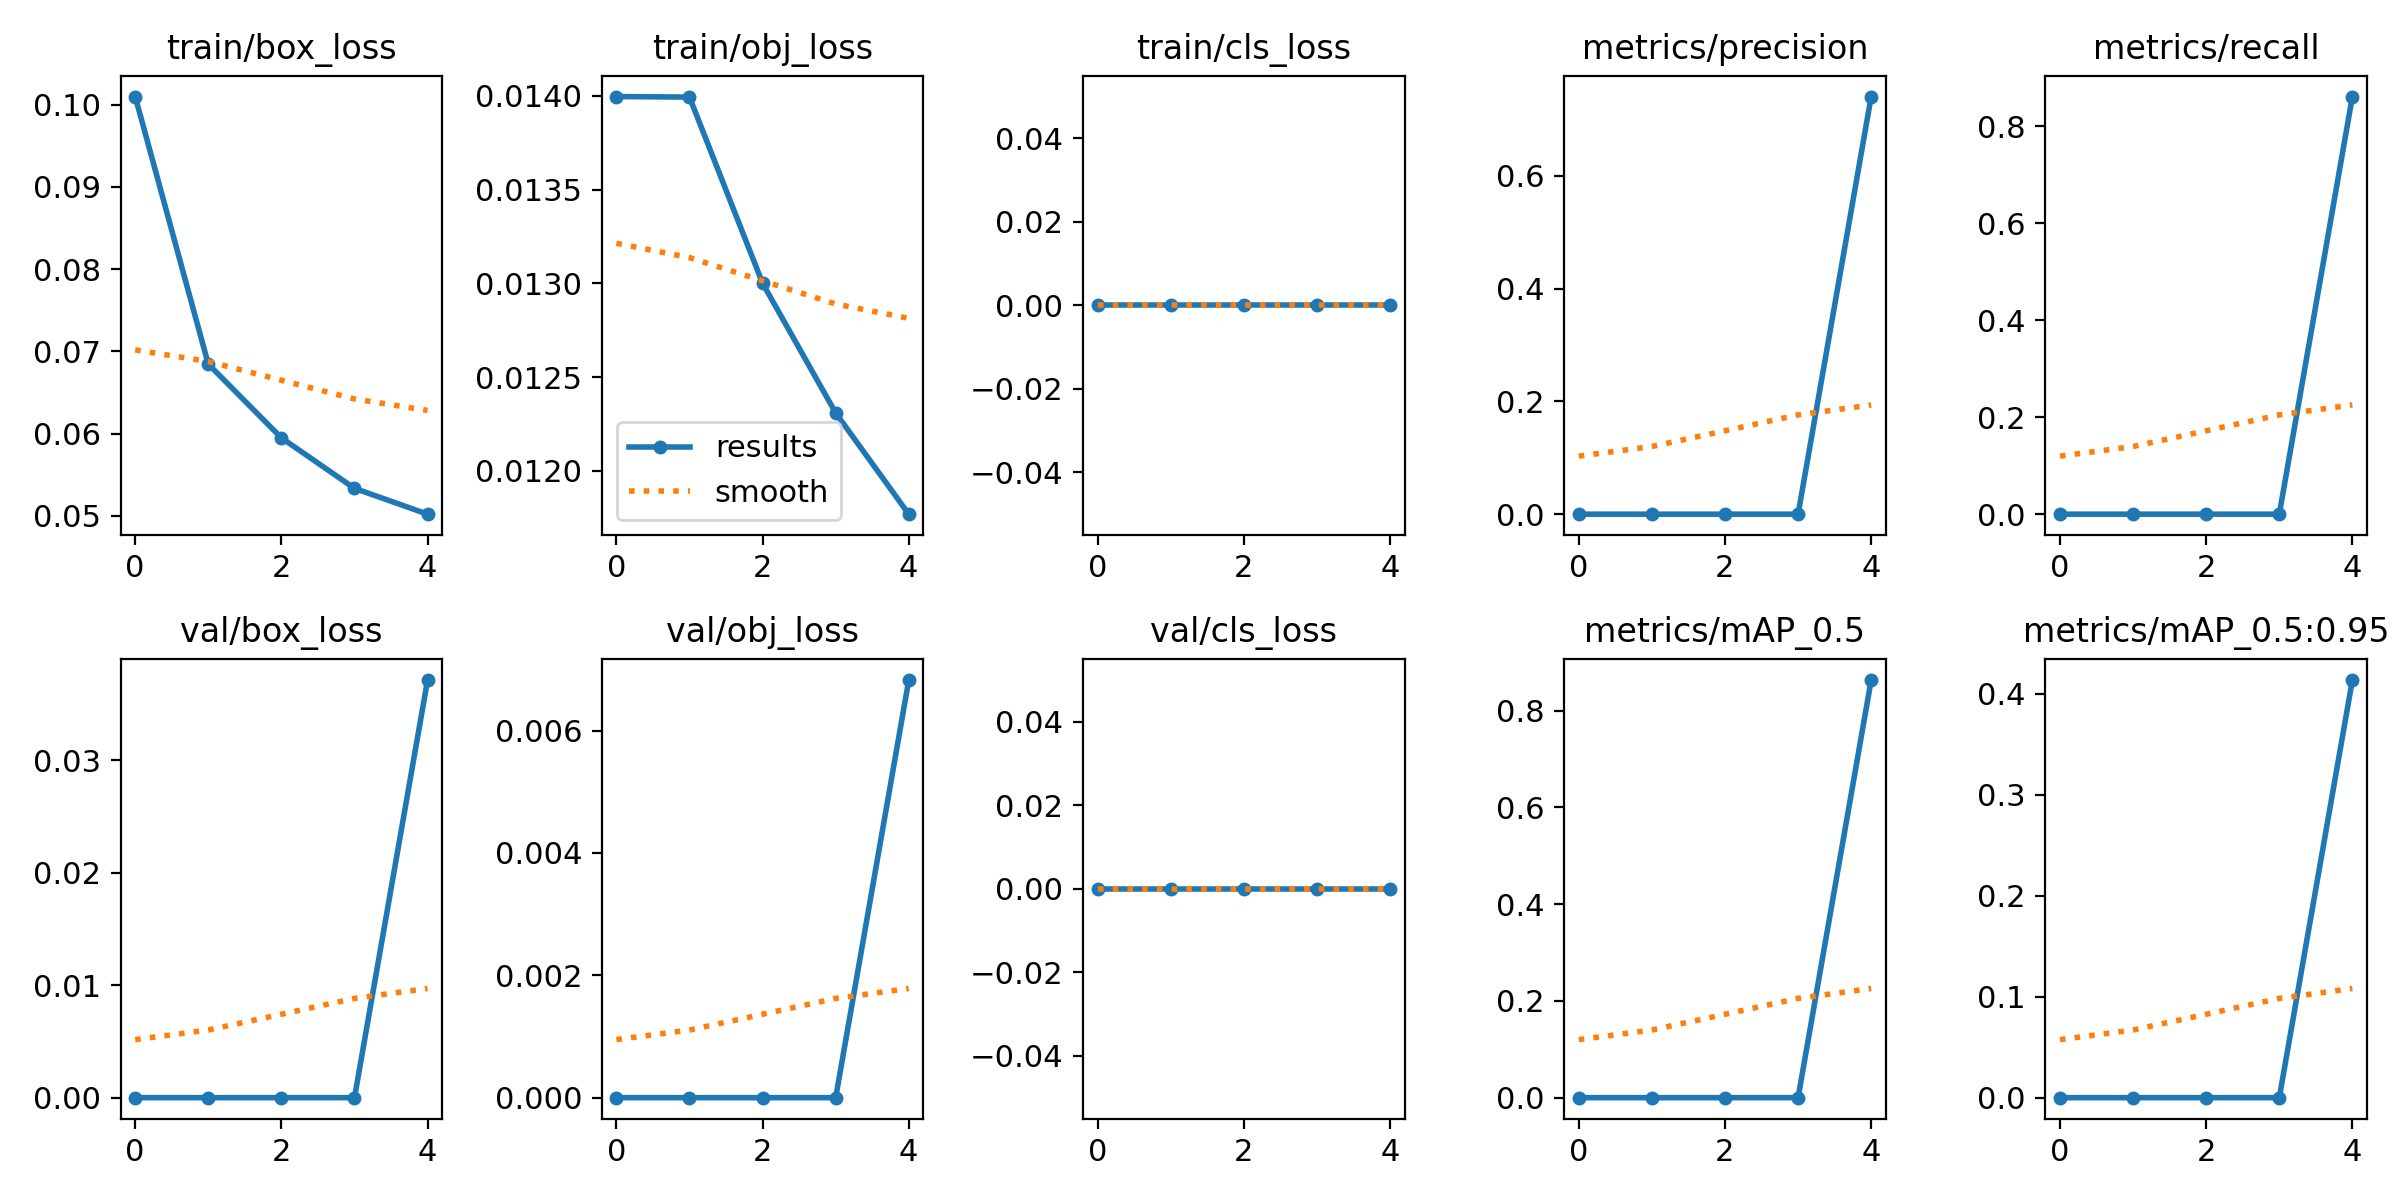 train/box_loss
0.10
0.09
0.08
0.07
0.06
0.05
0 2 4
train/obj_loss
0.0140
0.0135
0.0130
0.0125
0.0120
results
smooth
0 2 4
train/cls_loss
0.04
0.02
0.00
−0.02
−0.04
0 2 4
metrics/precision
0.6
0.4
0.2
0.0
0 2 4
metrics/recall
0.8
0.6
0.4
0.2
0.0
0 2 4
val/box_loss
0.03
0.02
0.01
0.00
0 2 4
val/obj_loss
0.006
0.004
0.002
0.000
0 2 4
val/cls_loss
0.04
0.02
0.00
−0.02
−0.04
0 2 4
metrics/mAP_0.5
0.8
0.6
0.4
0.2
0.0
0 2 4
metrics/mAP_0.5:0.95
0.4
0.3
0.2
0.1
0.0
0 2 4